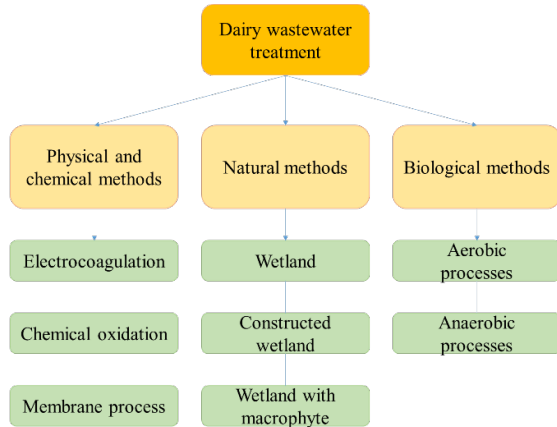 Dairy wastewater
treatment
Physical and
chemical methods
Natural methods
Biological methods
Electrocoagulation
Wetland
Aerobic
processes
Chemical oxidation
Constructed
wetland
Anaerobic
processes
Membrane process
Wetland with
macrophyte